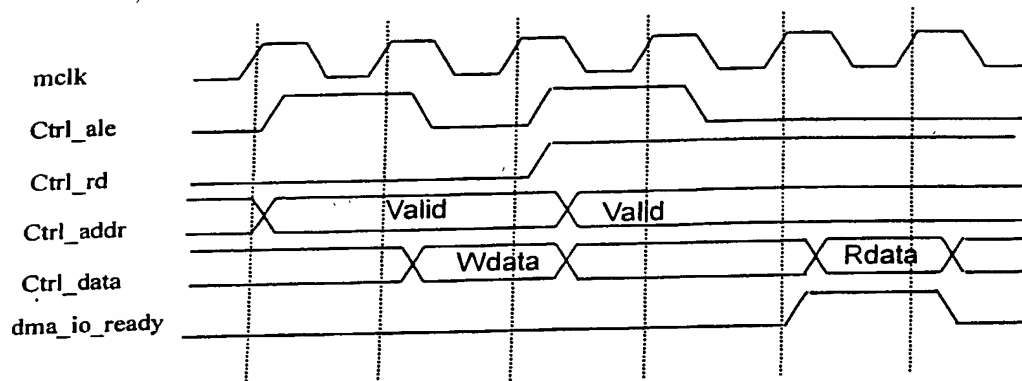 mclk
Ctrl_ale
Ctrl_rd
Ctrl_addr Valid Valid
Ctrl_data Wdata Rdata
dma_io_ready